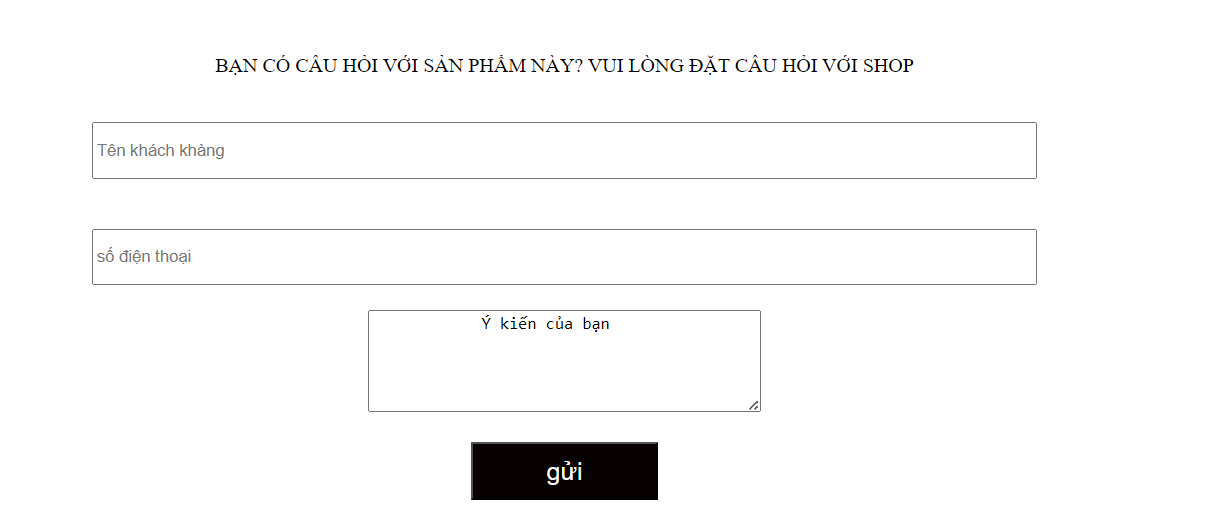 BẠN CÓ CÂU HỎI VỚI SẢN PHẨM NÀY? VUI LÒNG ĐẶT CÂU HỎI VỚI SHOP
Tên khách khàng
số điện thoại
Ý kiến của bạn
gửi